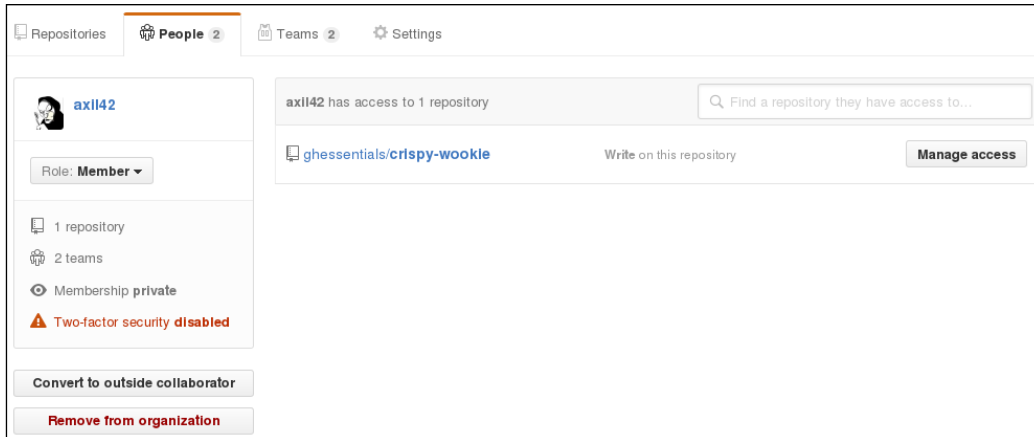 Repositories People 2 Teams 2 Settings
axil42
Role: Member
1 repository
2 teams
Membership private
Two-factor security disabled
Convert to outside collaborator
Remove from organization
axil42 has access to 1 repository
Find a repository they have access to...
ghessentials/crispy-wookie Write on this repository Manage access